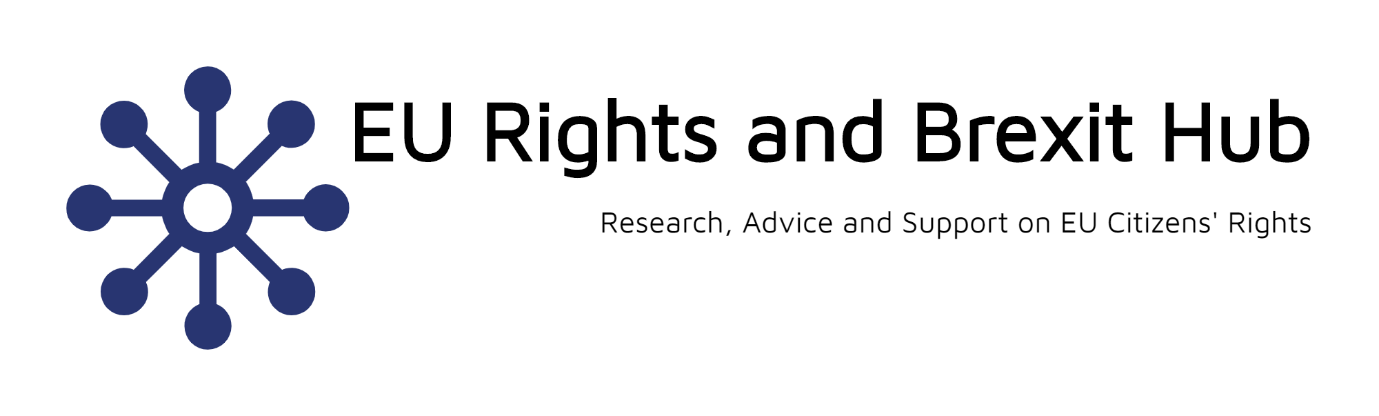 EU Rights and Brexit Hub
Research, Advice and Support on EU Citizens' Rights